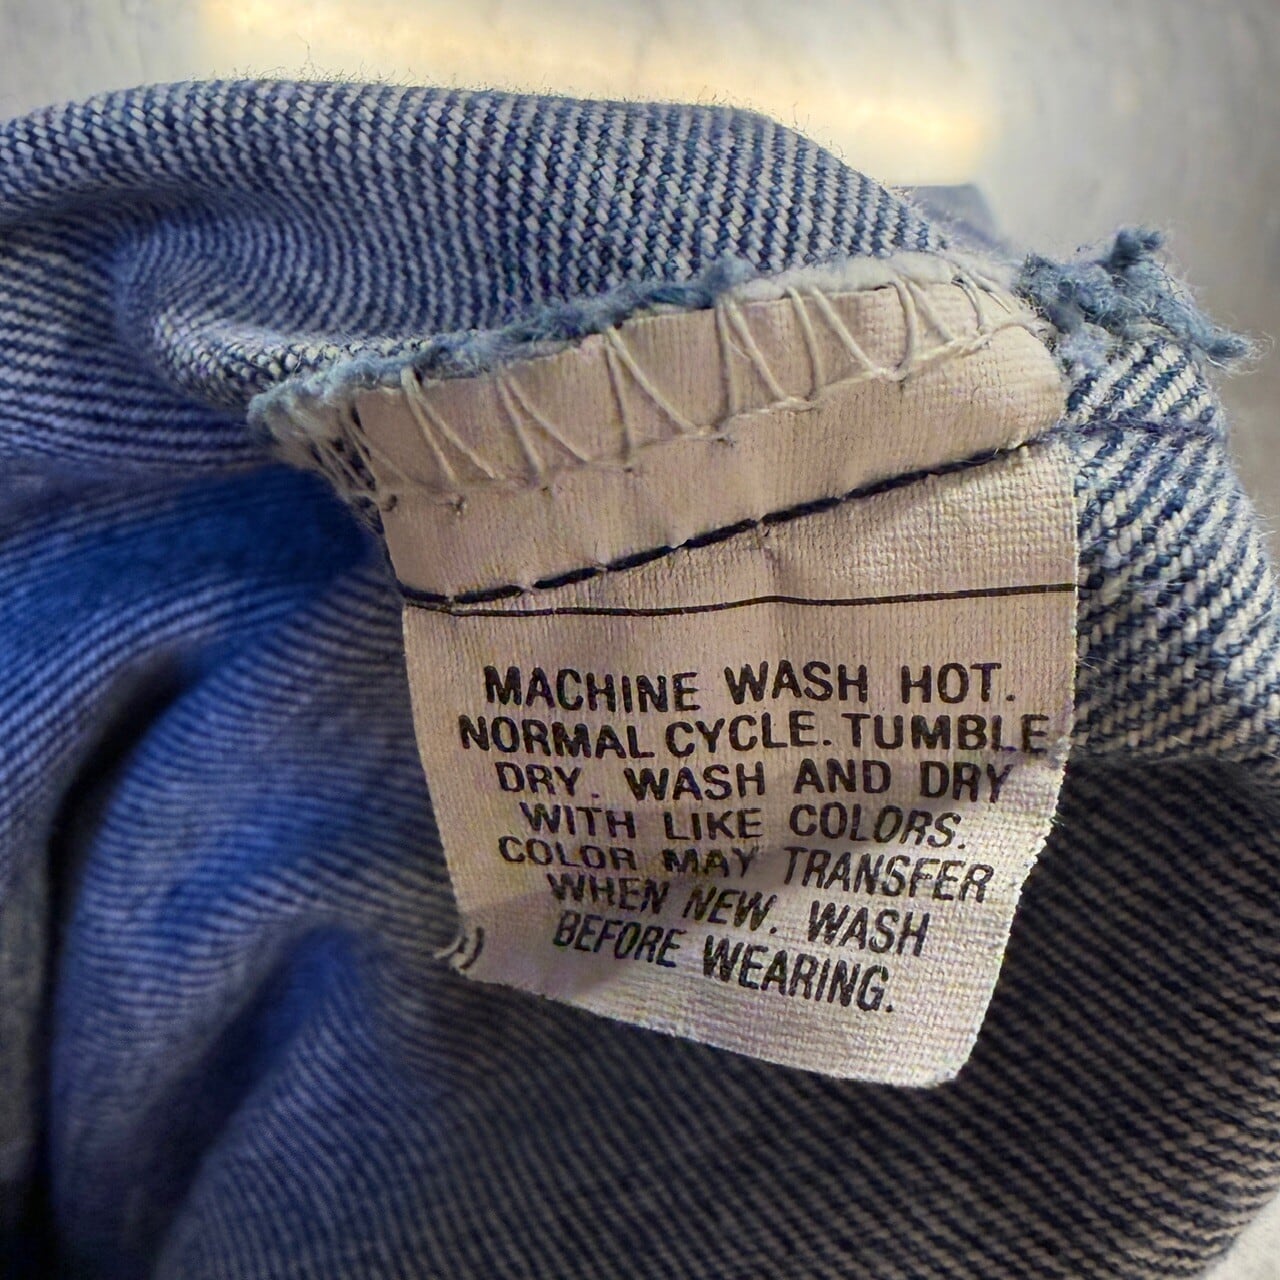 MACHINE WASH HOT.
NORMAL CYCLE. TUMBLE
DRY. WASH AND DRY
WITH LIKE COLORS.
COLOR MAY TRANSFER
WHEN NEW. WASH
BEFORE WEARING.